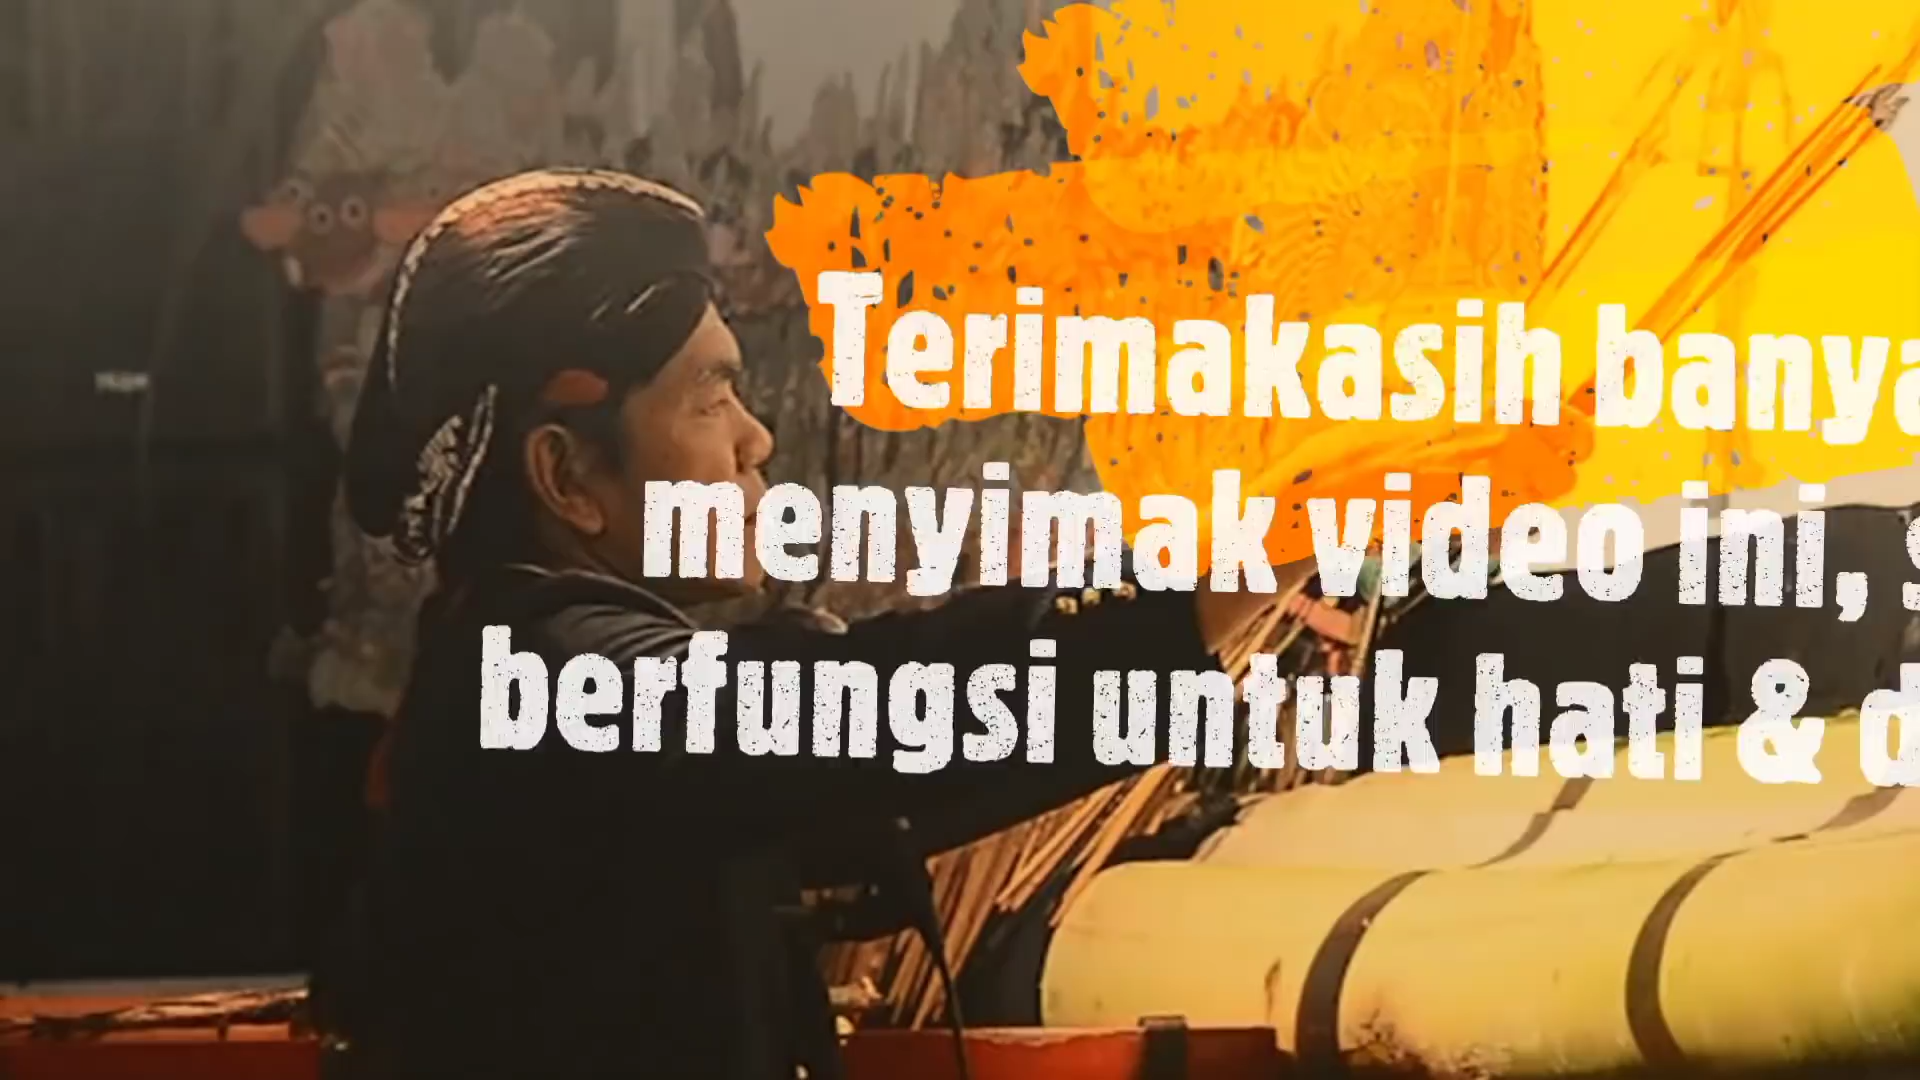 Terimakasih banya
menyimak video ini,
berfungsi untuk hati &